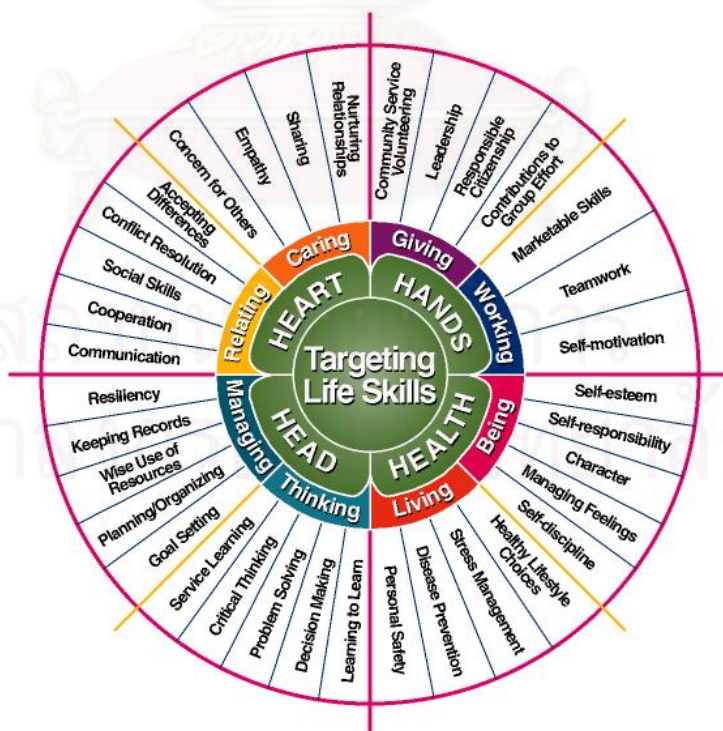 Targeting
Life Skills
HEART
HANDS
HEALTH
HEAD
Caring
Giving
Working
Being
Living
Thinking
Managing
Relating
Nurturing
Relationships
Sharing
Empathy
Concern for Others
Accepting
Differences
Conflict Resolution
Social Skills
Cooperation
Communication
Community Service
Volunteering
Leadership
Responsible
Citizenship
Contributions to
Group Effort
Marketable Skills
Teamwork
Self-motivation
Self-esteem
Self-responsibility
Character
Managing Feelings
Self-discipline
Healthy Lifestyle
Choices
Stress Management
Disease Prevention
Personal Safety
Learning to Learn
Decision Making
Problem Solving
Critical Thinking
Service Learning
Goal Setting
Planning/Organizing
Wise Use of
Resources
Keeping Records
Resiliency